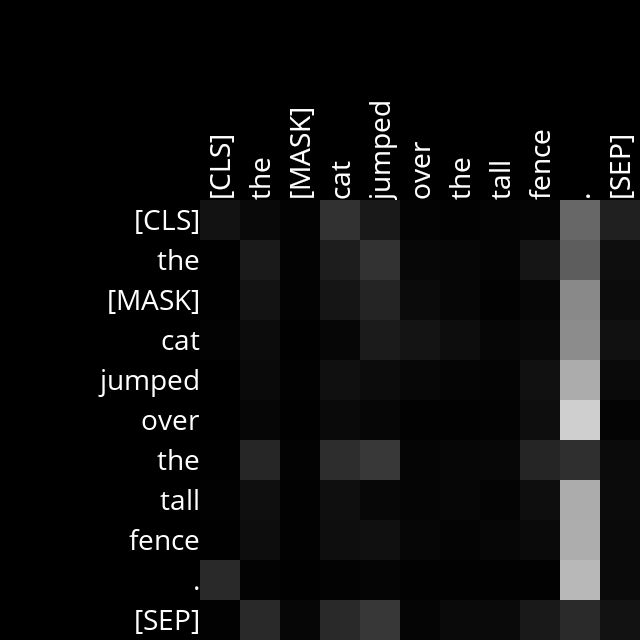 [CLS] the [MASK] cat jumped over the tall fence . [SEP]
[CLS]
the
[MASK]
cat
jumped
over
the
tall
fence
.
[SEP]